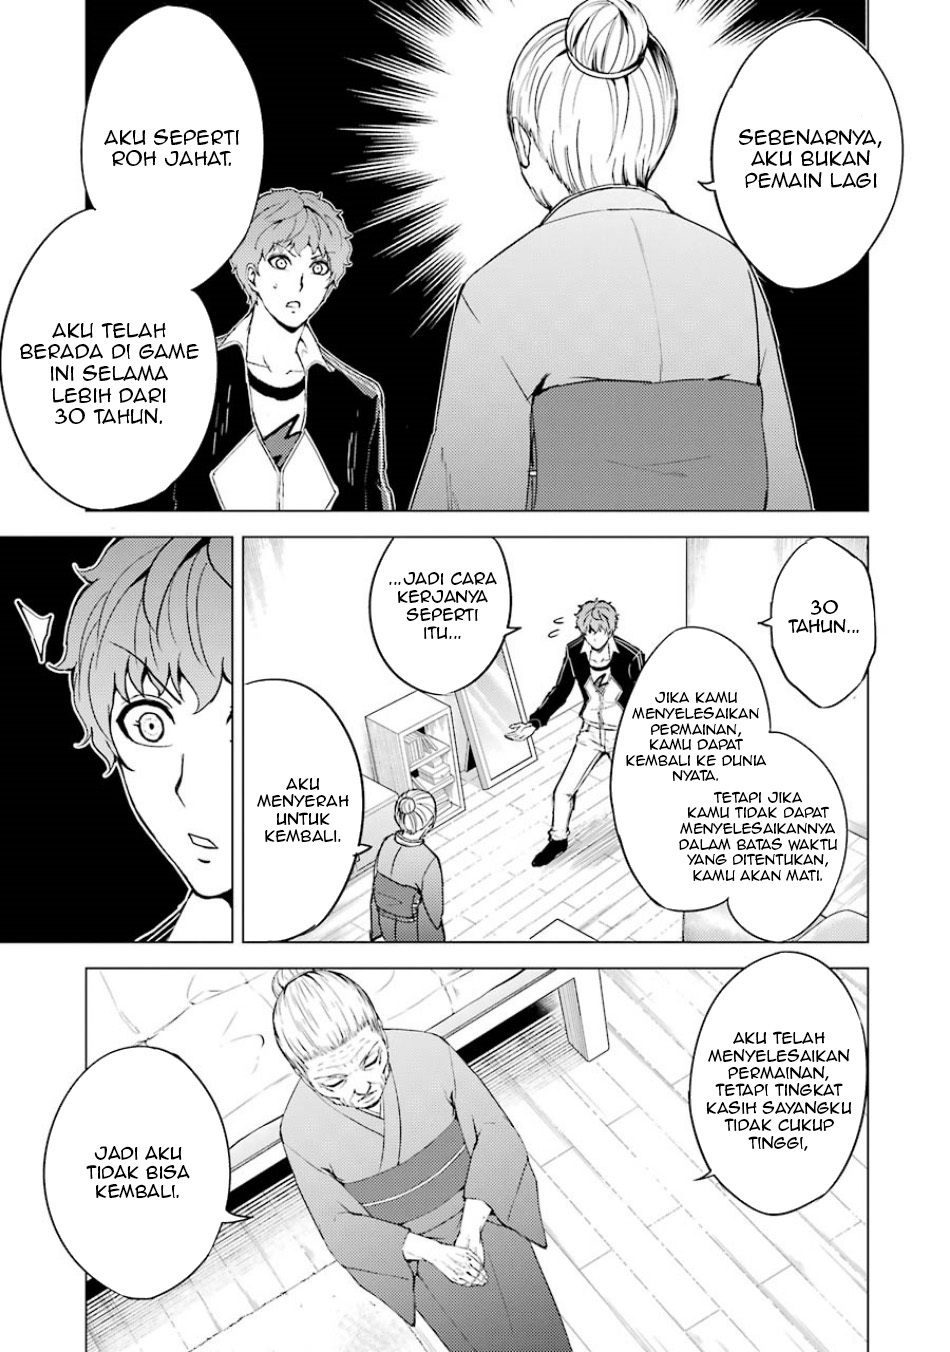 SEBENARNYA,
AKU BUKAN
PEMAIN LAGI
AKU SEPERTI
ROH JAHAT.
AKU TELAH
BERADA DI GAME
INI SELAMA
LEBIH DARI
30 TAHUN.
30
TAHUN...
JIKA KAMU
MENYELESAIKAN
PERMAINAN,
KAMU DAPAT
KEMBALI KE DUNIA
NYATA.
TETAPI JIKA
KAMU TIDAK DAPAT
MENYELESAIKANNYA
DALAM BATAS WAKTU
YANG DITENTUKAN,
KAMU AKAN MATI.
...JADI CARA
KERJANYA
SEPERTI
ITU...
AKU
MENYERAH
UNTUK
KEMBALI.
AKU TELAH
MENYELESAIKAN
PERMAINAN,
TETAPI TINGKAT
KASIH SAYANGKU
TIDAK CUKUP
TINGGI,
JADI AKU
TIDAK BISA
KEMBALI.